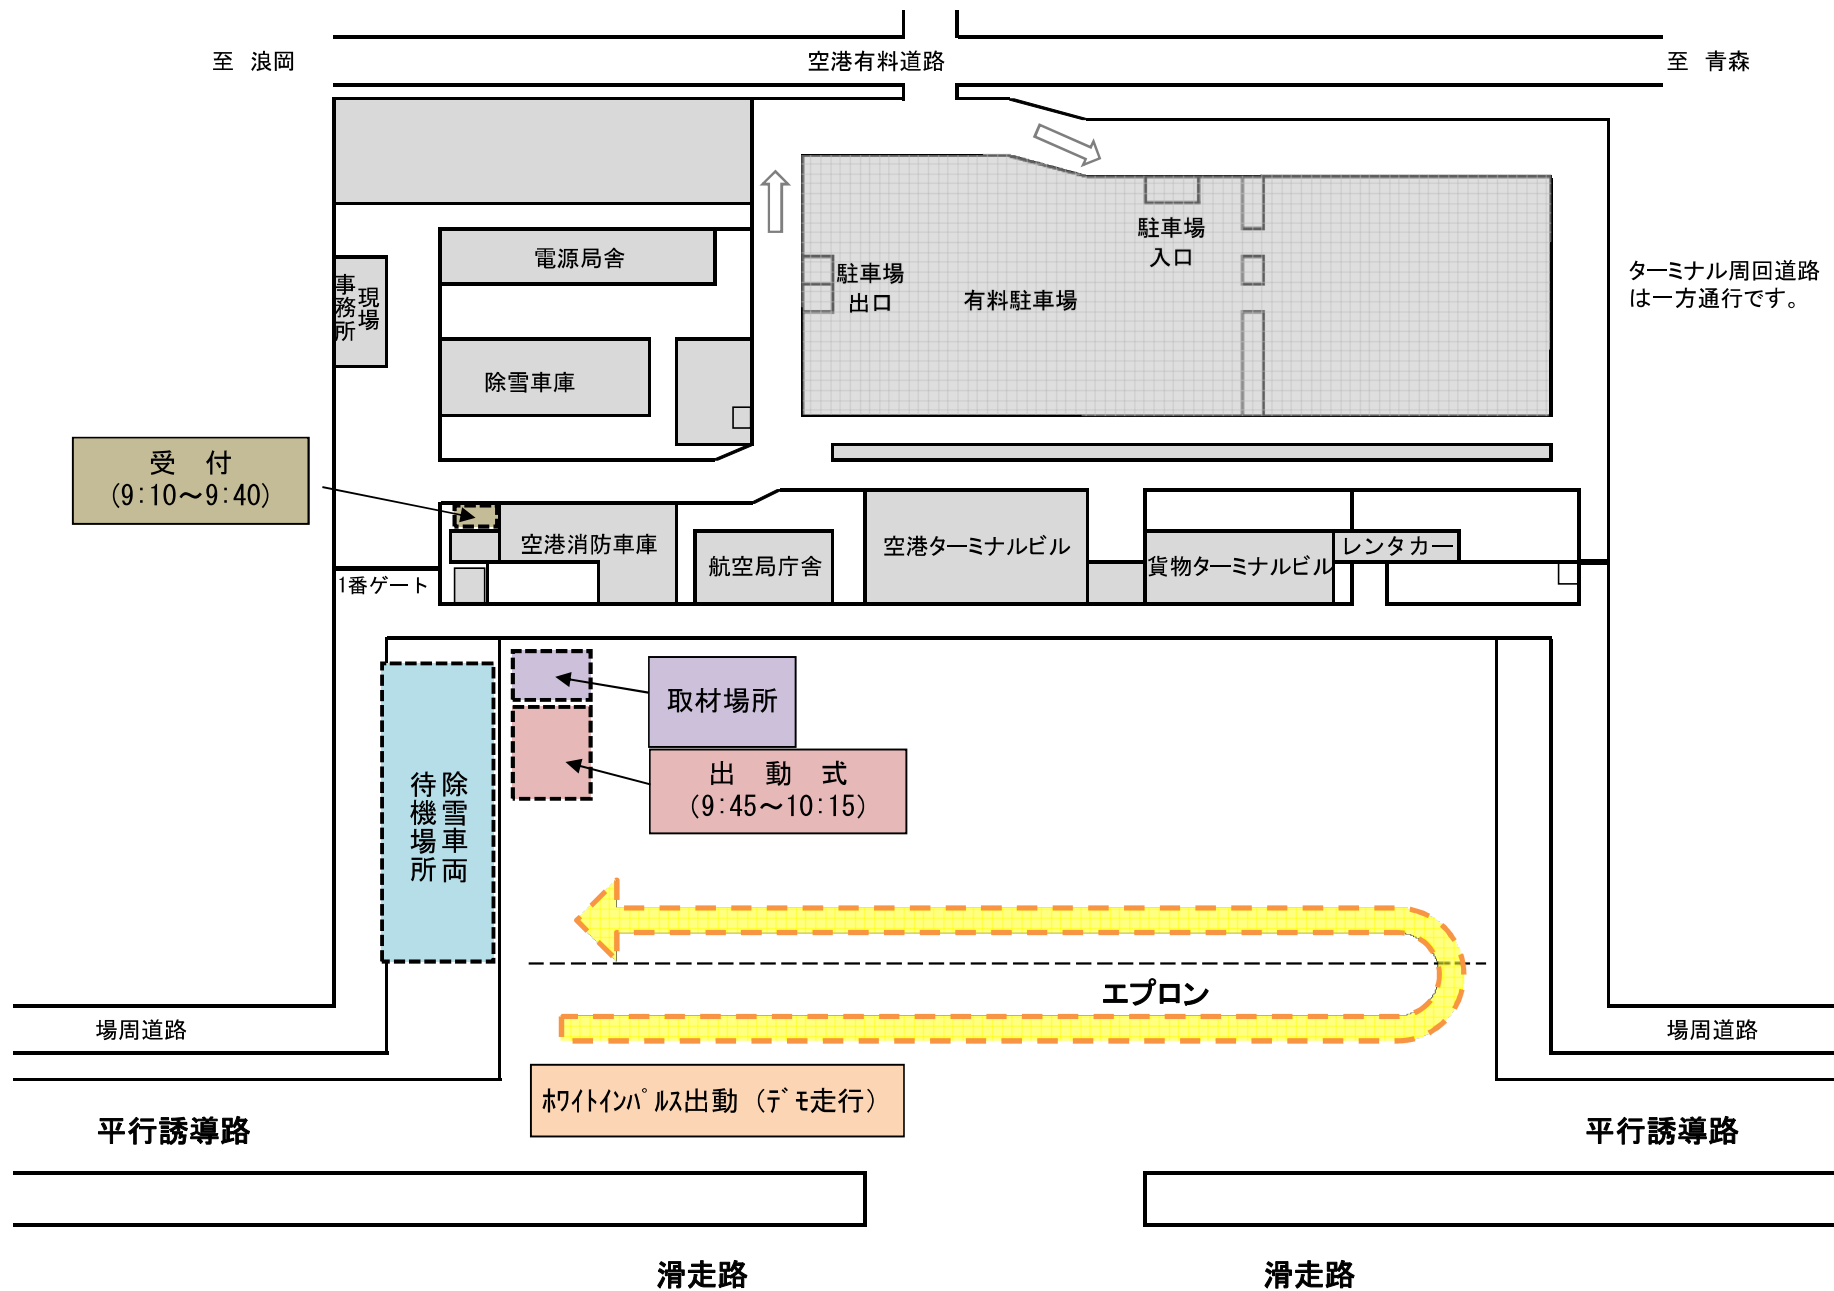 至　浪岡
空港有料道路
至　青森
駐車場
入口
電源局舎
駐車場
出口
有料駐車場
ターミナル周回道路
は一方通行です。
現場
事務所
除雪車庫
受　付
（9：10～9：40）
空港消防車庫
航空局庁舎
空港ターミナルビル
貨物ターミナルビル
レンタカー
1番ゲート
取材場所
出　動　式
（9：45～10：15）
除雪車両
待機場所
エプロン
場周道路
場周道路
ﾎﾜｲﾄｲﾝﾊﾟﾙｽ出動（ﾃﾞﾓ走行）
平行誘導路
平行誘導路
滑走路
滑走路